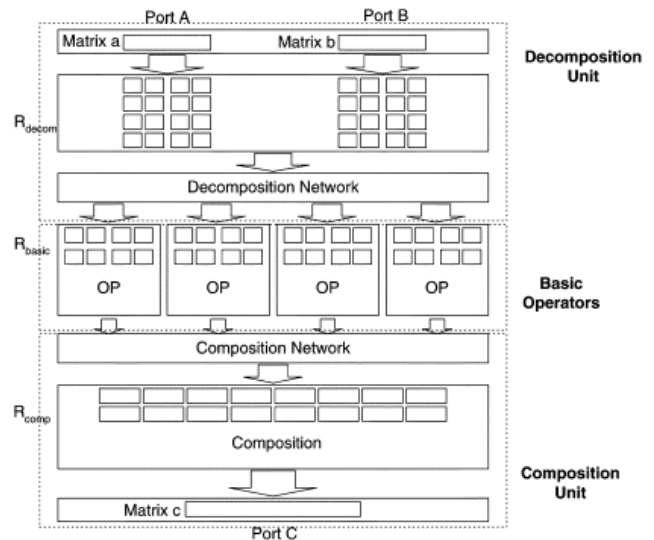 Port A
Port B
Matrix a
Matrix b
Decomposition
Unit
R_decom
Decomposition Network
R_basic
OP
OP
OP
OP
Basic
Operators
Composition Network
R_comp
Composition
Composition
Unit
Matrix c
Port C